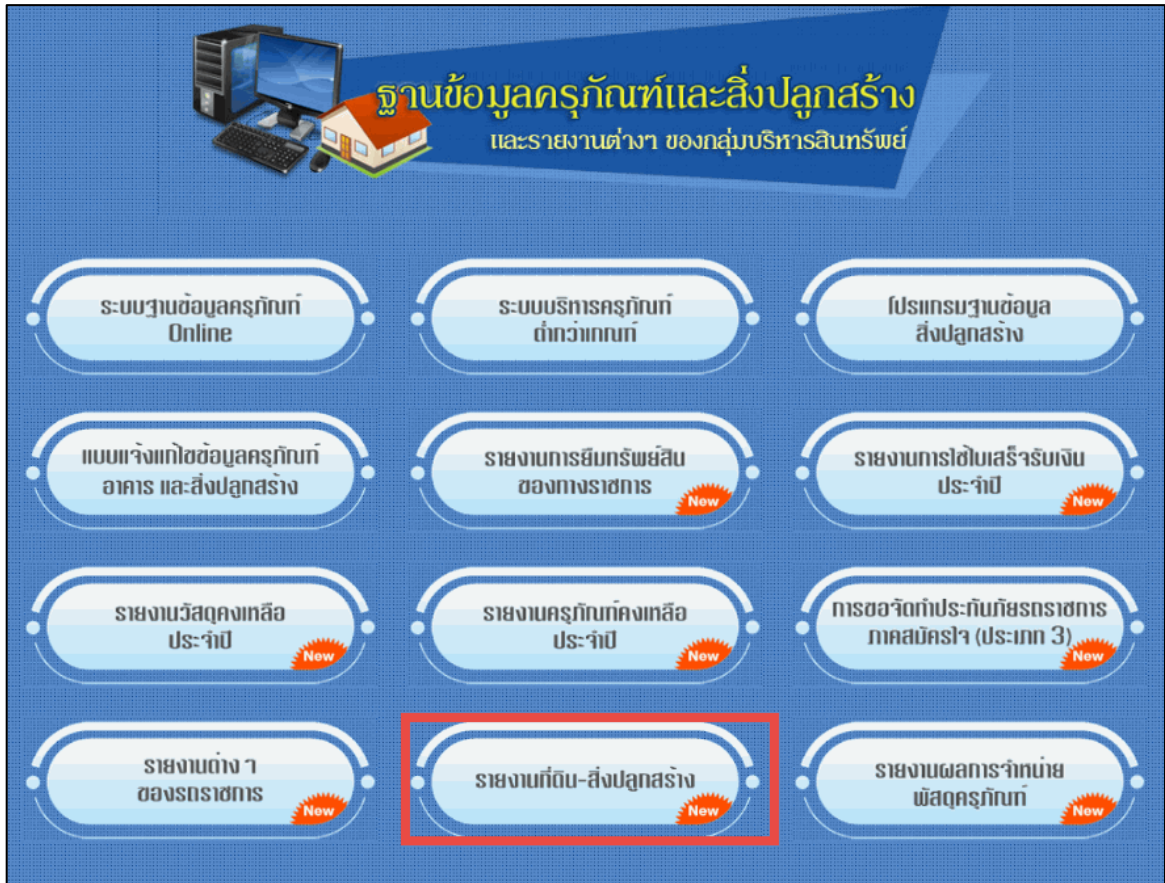 ฐานข้อมูลครุภัณฑ์และสิ่งปลูกสร้าง
และรายงานต่างๆ ของกลุ่มบริหารสินทรัพย์
ระบบฐานข้อมูลครุภัณฑ์
Online
ระบบบริหารครุภัณฑ์
ต่ำกว่าเกณฑ์
โปรแกรมฐานข้อมูล
สิ่งปลูกสร้าง
แบบแจ้งแก้ไขข้อมูลครุภัณฑ์
อาคาร และสิ่งปลูกสร้าง
รายงานการยืมทรัพย์สิน
ของทางราชการ
New
รายงานการใช้ใบเสร็จรับเงิน
ประจำปี
New
รายงานวัสดุคงเหลือ
ประจำปี
New
รายงานครุภัณฑ์คงเหลือ
ประจำปี
New
การขอจัดทำประกันภัยรถราชการ
ภาคสมัครใจ (ประเภท 3)
New
รายงานต่าง ๆ
ของรถราชการ
New
รายงานที่ดิน-สิ่งปลูกสร้าง
New
รายงานผลการจำหน่าย
พัสดุครุภัณฑ์
New